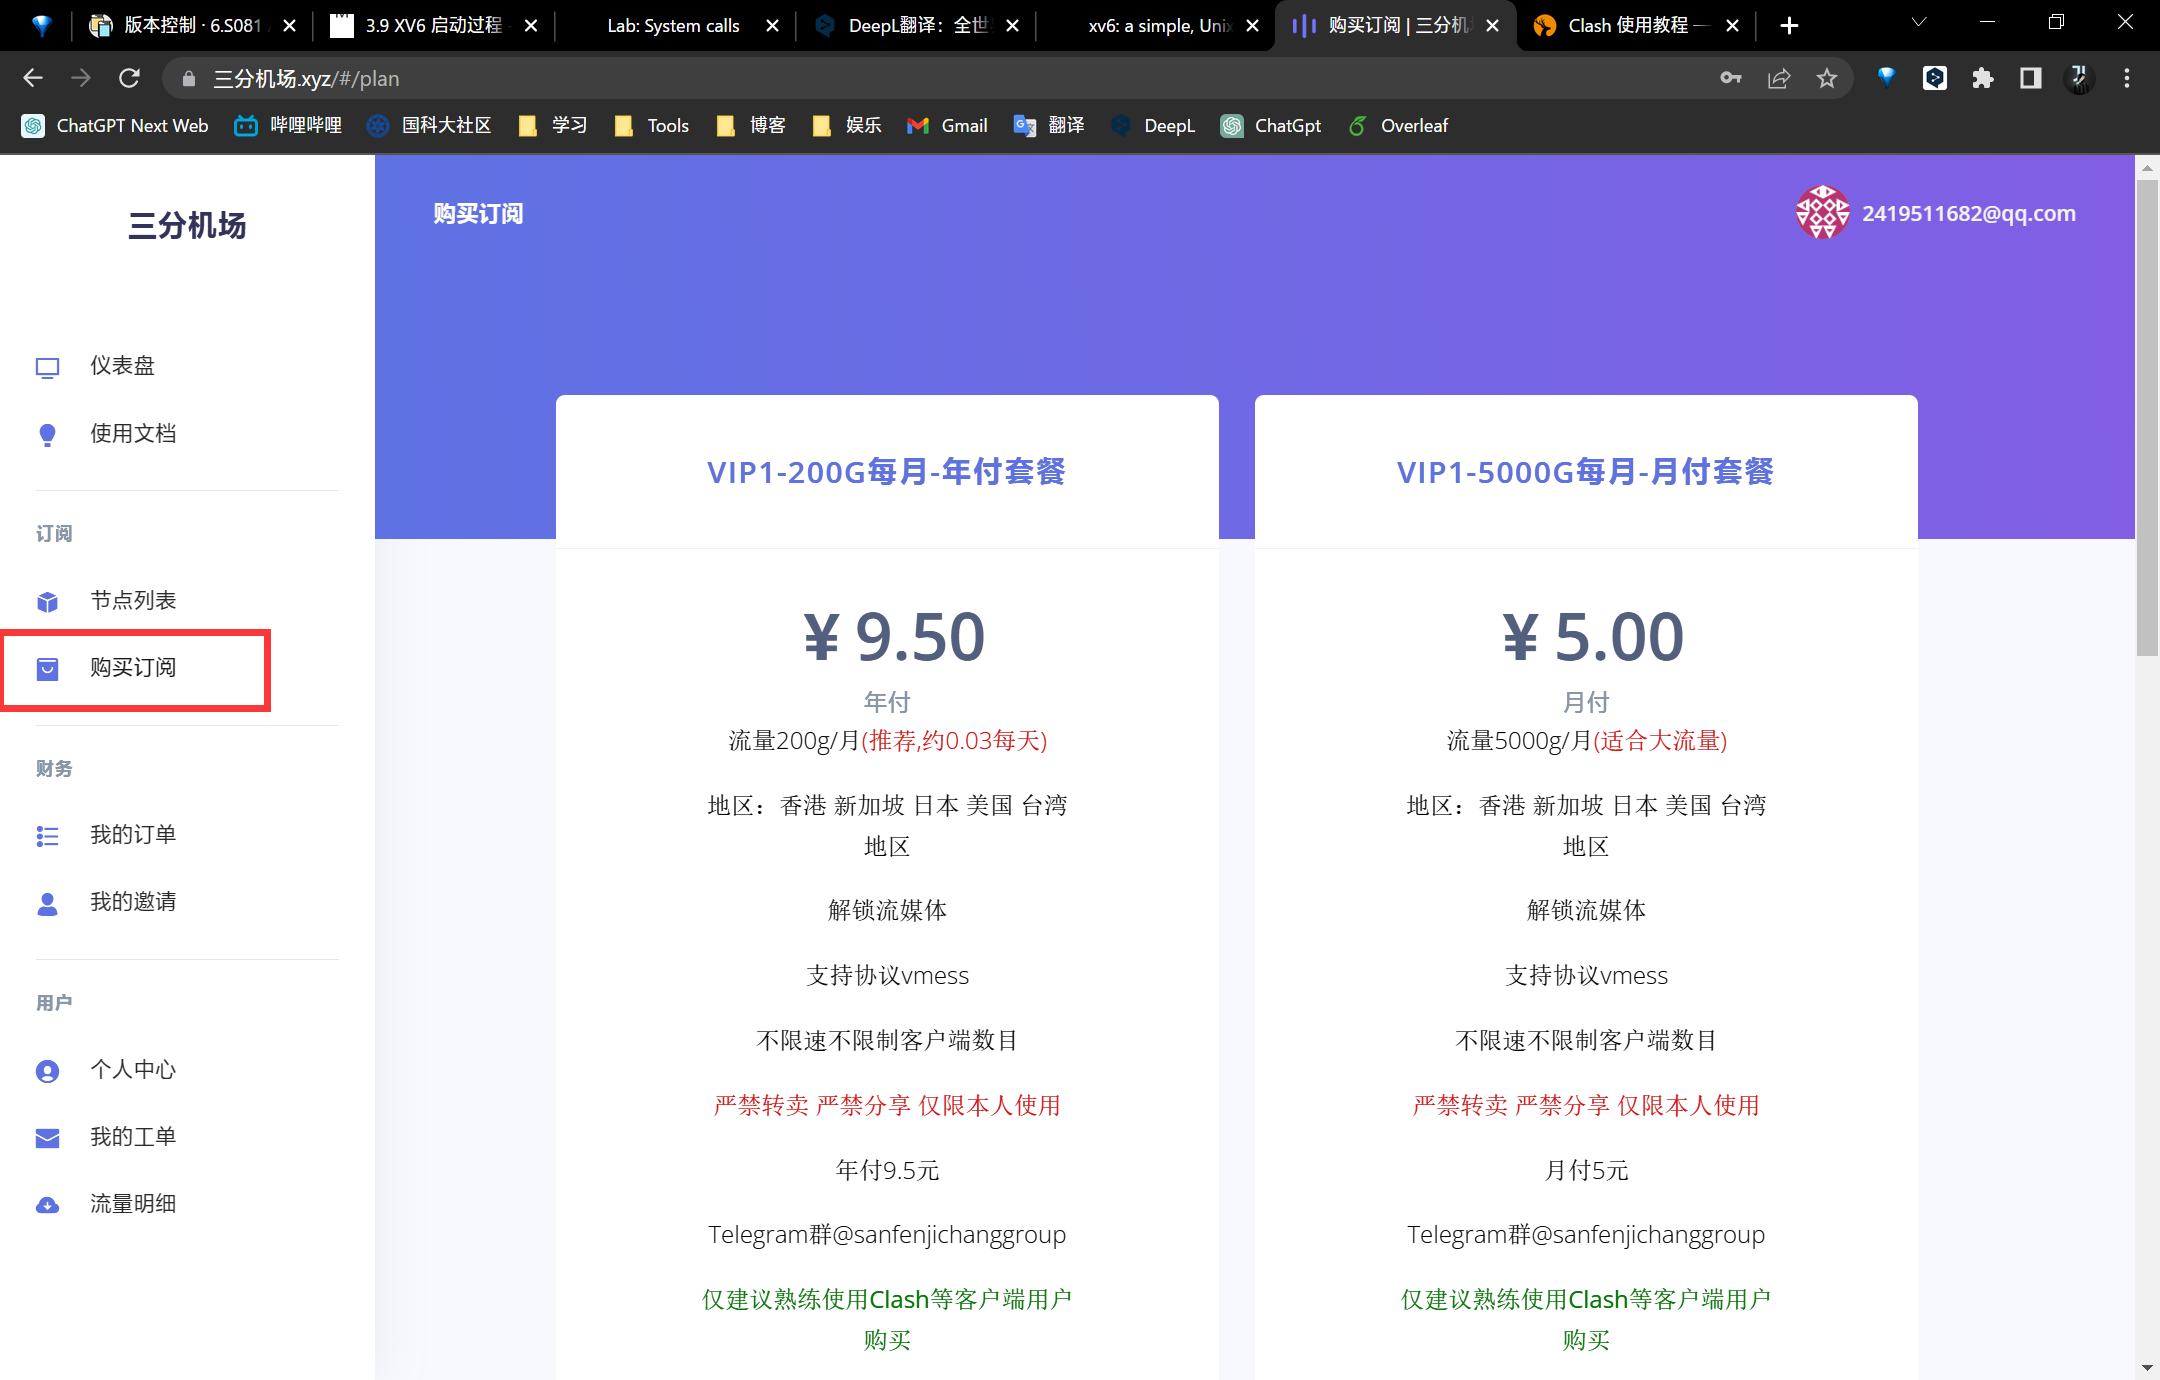 版本控制 · 6.S081
3.9 XV6 启动过程
Lab: System calls
DeepL翻译：全世
xv6: a simple, Unix
购买订阅 | 三分机场
Clash 使用教程 —
三分机场.xyz/#/plan
ChatGPT Next Web
哔哩哔哩
国科大社区
学习
Tools
博客
娱乐
Gmail
翻译
DeepL
ChatGpt
Overleaf
三分机场
仪表盘
使用文档
订阅
节点列表
购买订阅
财务
我的订单
我的邀请
用户
个人中心
我的工单
流量明细
购买订阅
2419511682@qq.com
VIP1-200G每月-年付套餐
¥ 9.50
年付
流量200g/月(推荐,约0.03每天)
地区：香港 新加坡 日本 美国 台湾
地区
解锁流媒体
支持协议vmess
不限速不限制客户端数目
严禁转卖 严禁分享 仅限本人使用
年付9.5元
Telegram群@sanfenjichanggroup
仅建议熟练使用Clash等客户端用户
购买
VIP1-5000G每月-月付套餐
¥ 5.00
月付
流量5000g/月(适合大流量)
地区：香港 新加坡 日本 美国 台湾
地区
解锁流媒体
支持协议vmess
不限速不限制客户端数目
严禁转卖 严禁分享 仅限本人使用
月付5元
Telegram群@sanfenjichanggroup
仅建议熟练使用Clash等客户端用户
购买